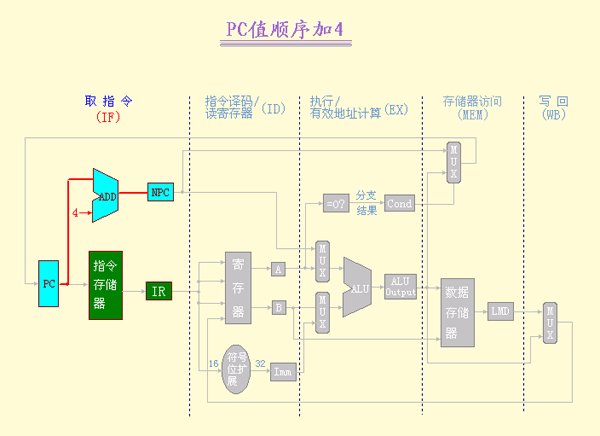 PC值顺序加4
取 指 令
(IF)
指令译码/
读寄存器
(ID)
执行/
有效地址计算
(EX)
存储器访问
(MEM)
写 回
(WB)
MUX
ADD
NPC
4
=0?
分支
结果
Cond
PC
指令
存储
器
IR
寄
存
器
A
B
MUX
MUX
ALU
ALU
Output
数据
存储
器
LMD
MUX
16
符号
位扩
展
32
Imm